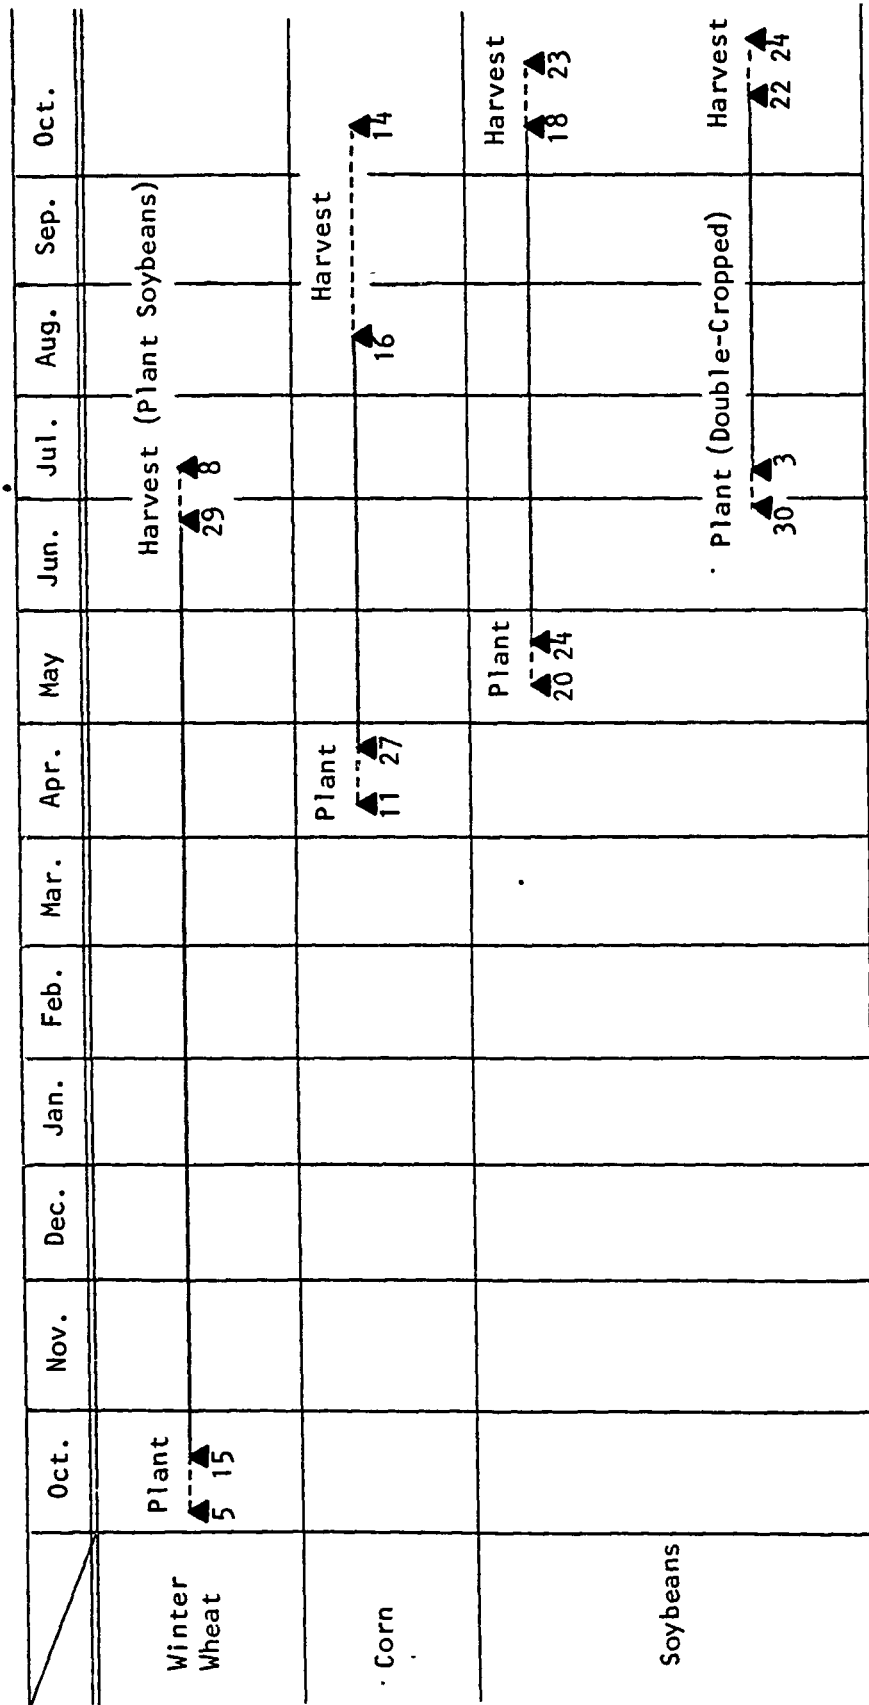 Oct. Nov. Dec. Jan. Feb. Mar. Apr. May Jun. Jul. Aug. Sep. Oct.
Winter
Wheat
Plant
5 15
Harvest (Plant Soybeans)
29 8
Corn
Plant
11 27
Harvest
16 14
Soybeans
Plant
20 24
Harvest
18 23
Plant (Double-Cropped)
30 3
Harvest
22 24